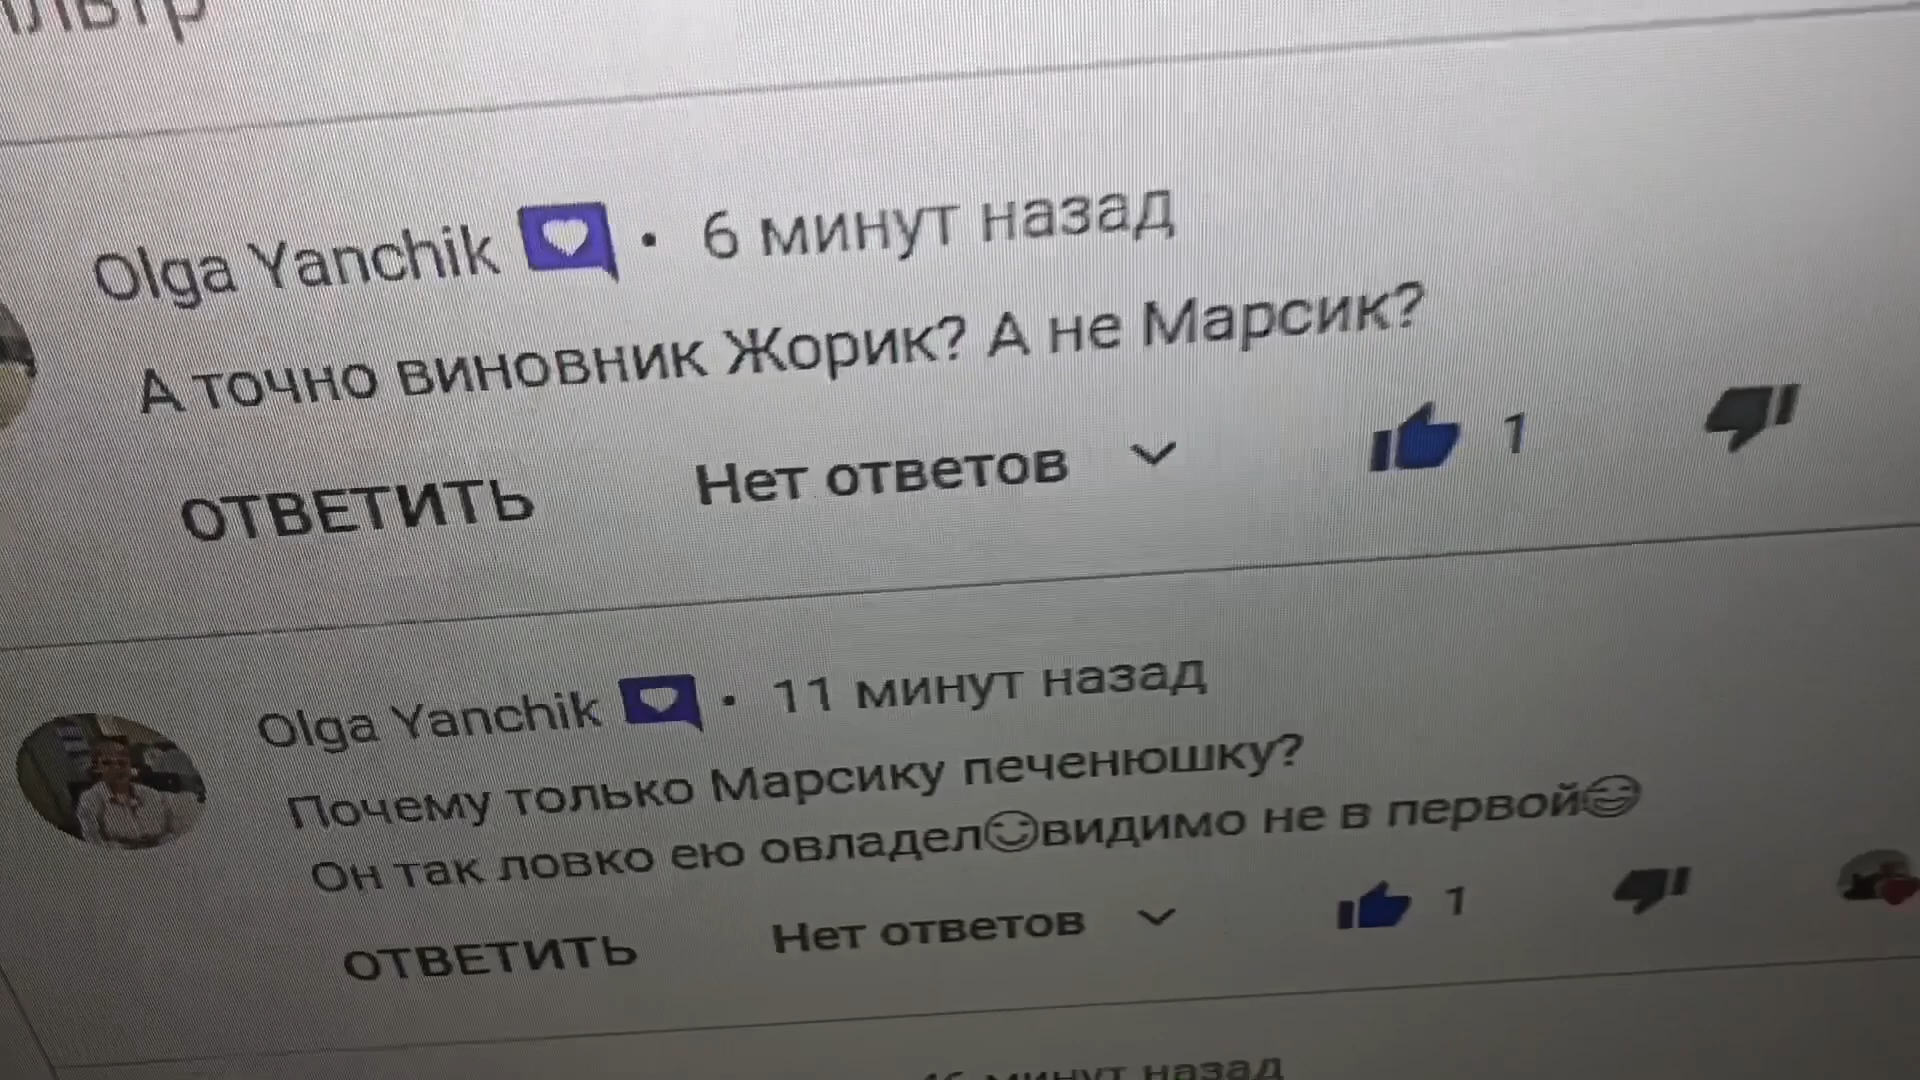 Olga Yanchik • 6 минут назад
А точно виновник Жорик? А не Марсик?
ОТВЕТИТЬ Нет ответов 1
Olga Yanchik • 11 минут назад
Почему только Марсику печенюшку?
Он так ловко ею овладел😊видимо не в первой😅
ОТВЕТИТЬ Нет ответов 1
минут назад